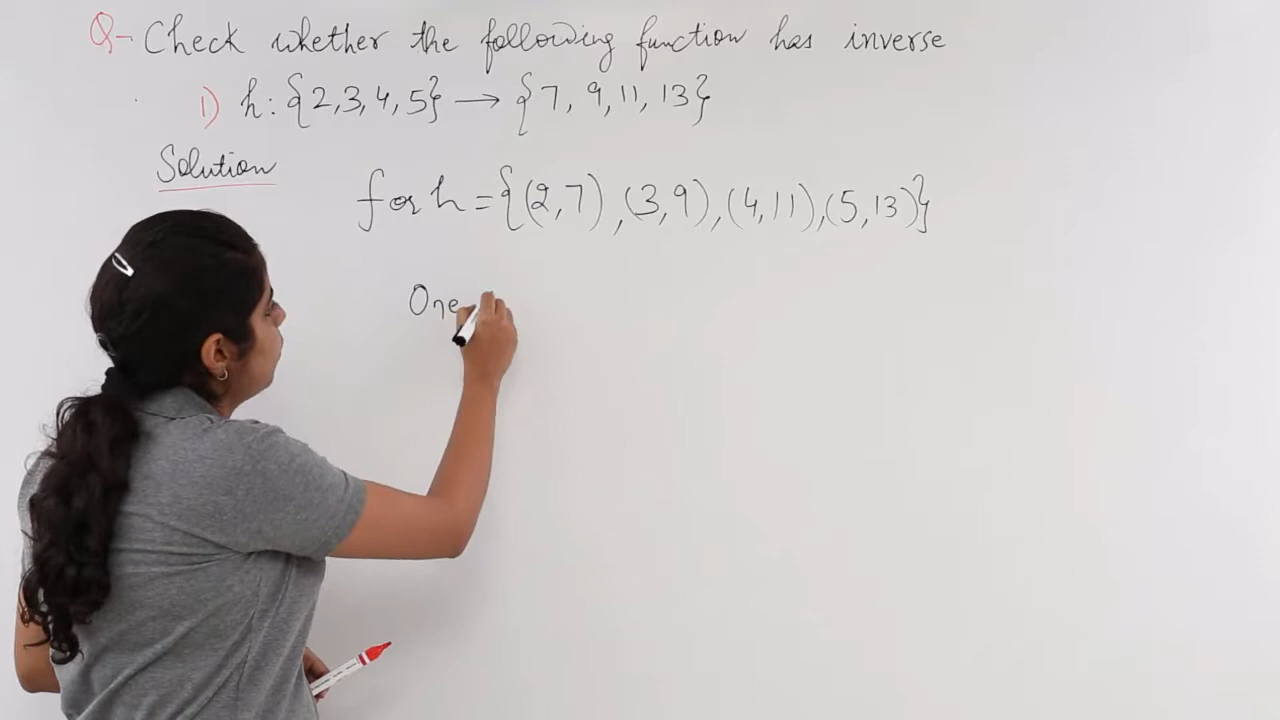 Q- Check whether the following function has inverse
1) h: {2,3,4,5} → {7, 9, 11, 13}
Solution
for h = {(2,7), (3,9), (4,11), (5,13)}
One